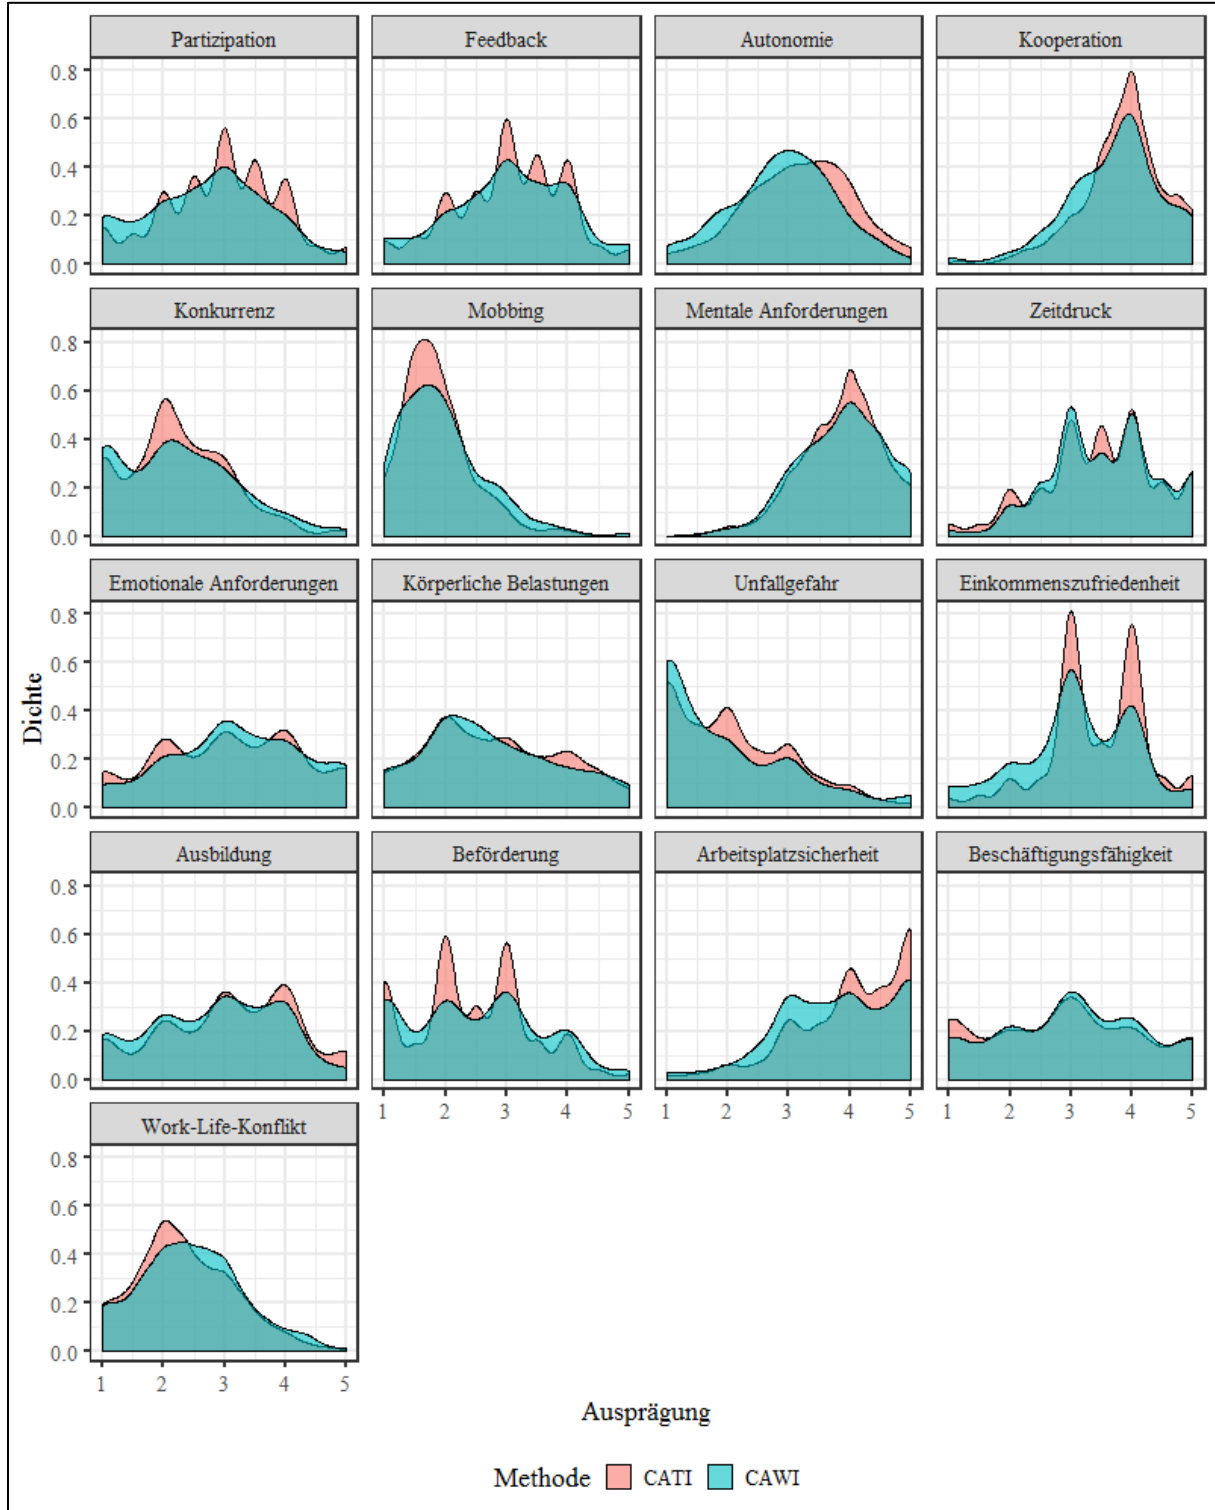 Partizipation Feedback Autonomie Kooperation
0.8
0.6
0.4
0.2
0.0
Konkurrenz Mobbing Mentale Anforderungen Zeitdruck
0.8
0.6
0.4
0.2
0.0
Emotionale Anforderungen Körperliche Belastungen Unfallgefahr Einkommenszufriedenheit
0.8
0.6
0.4
0.2
0.0
Dichte
Ausbildung Beförderung Arbeitsplatzsicherheit Beschäftigungsfähigkeit
0.8
0.6
0.4
0.2
0.0
1 2 3 4 5 1 2 3 4 5 1 2 3 4 5
Work-Life-Konflikt
0.8
0.6
0.4
0.2
0.0
1 2 3 4 5
Ausprägung
Methode CATI CAWI